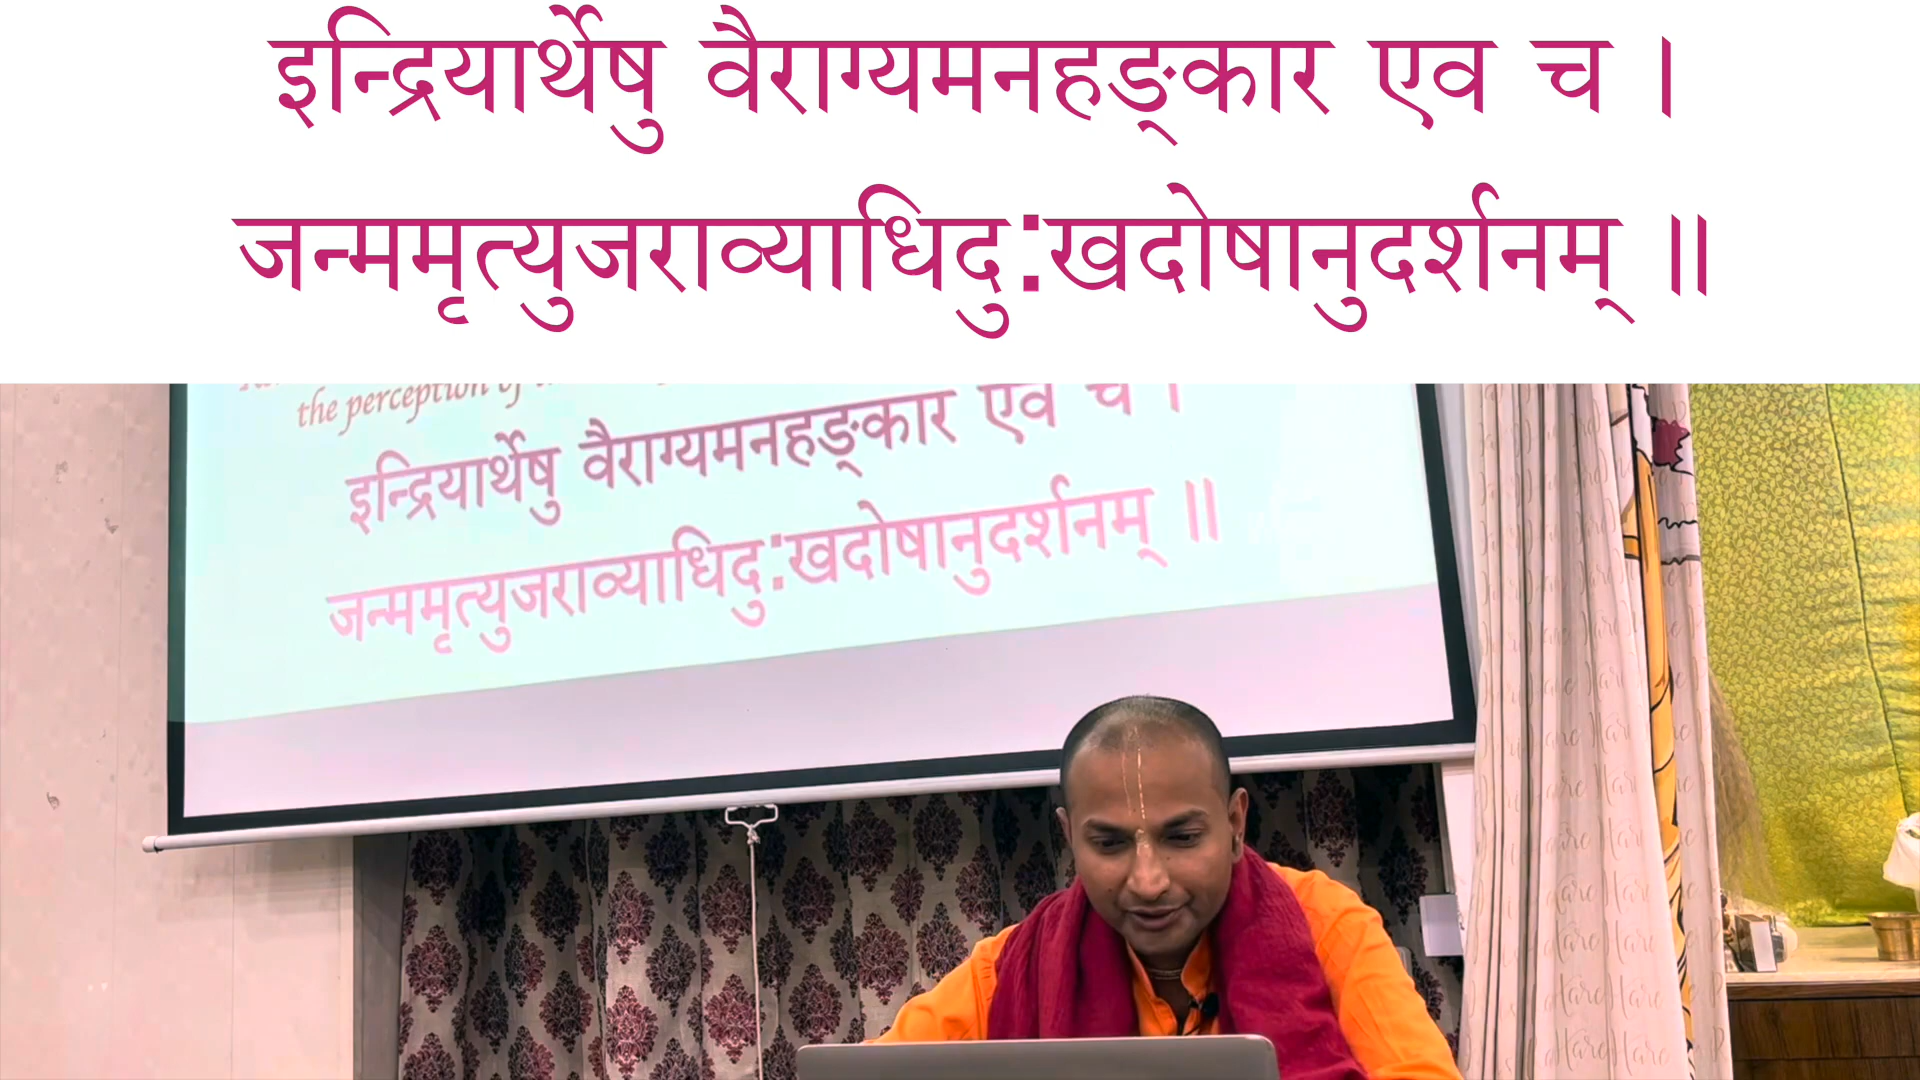 इन्द्रियार्थेषु वैराग्यमनहङ्कार एव च ।
जन्ममृत्युजराव्याधिदु:खदोषानुदर्शनम् ॥
the perception of
इन्द्रियार्थेषु वैराग्यमनहङ्कार एव च ।
जन्ममृत्युजराव्याधिदु:खदोषानुदर्शनम् ॥